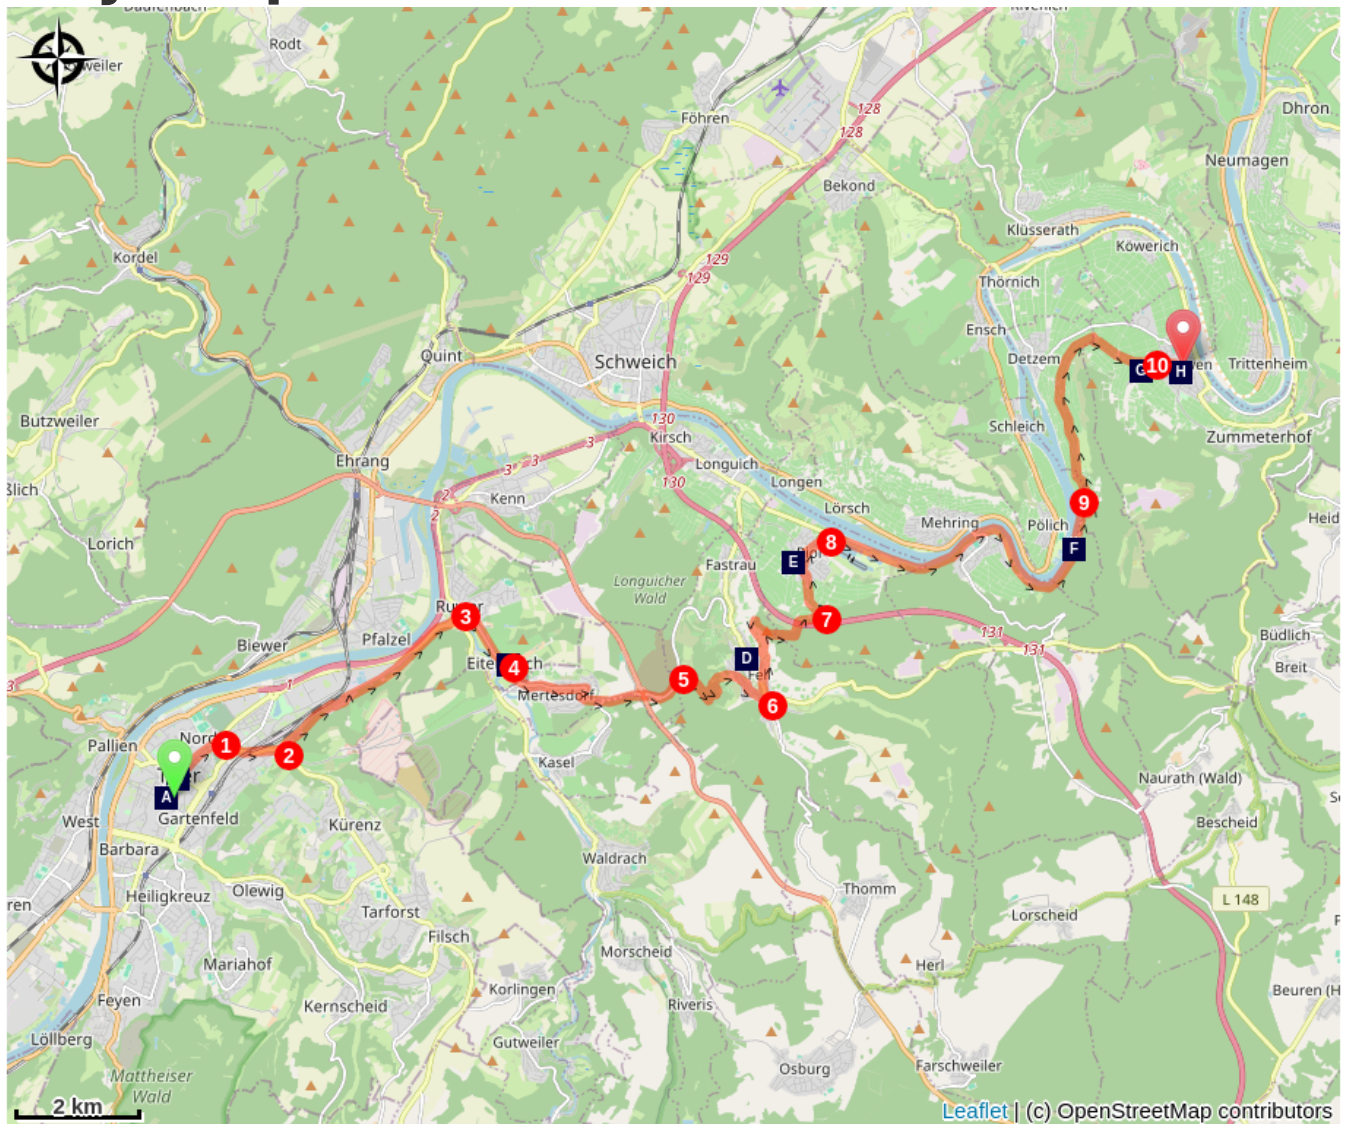 Rodt
Föhren
128
128
Dhron
Neumagen
Bekond
Klüsserath
Köwerich
Kordel
129
129
Thörnich
Ensch
Quint
Schweich
Detzem
G
10
H
Trittenheim
Butzweiler
130
Kirsch
3
Schleich
Zummeterhof
Ehrang
3
3
Longuich
130
Longen
2
2
Kenn
9
Lörsch
Mehring
Pölich
Lorich
8
F
Fastrau
E
Longuicher
Wald
3
7
Pfalzel
131
131
Büdlich
Biewer
4
D
Breit
Fell
5
3
1
Mertesdorf
6
Pallien
1
2
Kasel
Naurath (Wald)
A
Gartenfeld
West
Kürenz
Bescheid
Barbara
Waldrach
Heiligkreuz
Olewig
Thomm
L 148
Tarforst
Lorscheid
Filsch
Mariahof
Morscheid
Herl
Feyen
Kernscheid
Korlingen
Riveris
Beuren (H
Löllberg
Gutweiler
Osburg
Farschweiler
Mattheiser
Wald
2 km
Leaflet | (c) OpenStreetMap contributors